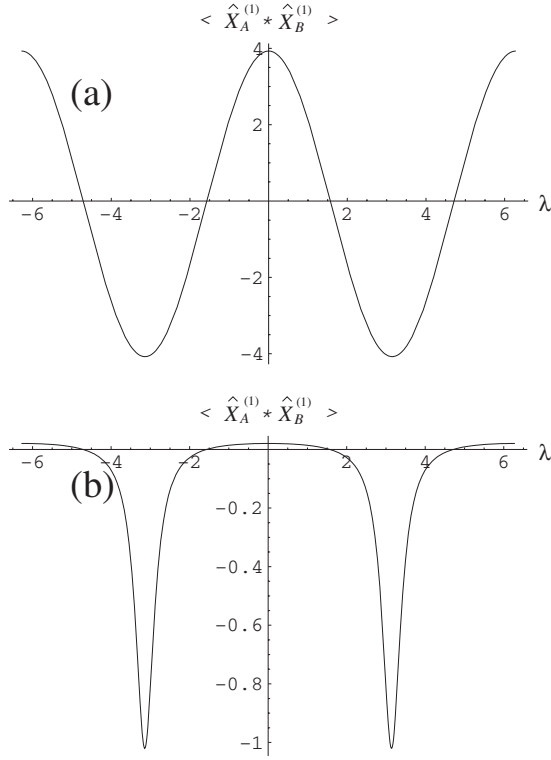 < X̂_A^(1) * X̂_B^(1) >
(a)
4
2
-6 -4 -2 2 4 6 λ
-2
-4
< X̂_A^(1) * X̂_B^(1) >
-6 -4 -2 2 4 6 λ
(b)
-0.2
-0.4
-0.6
-0.8
-1